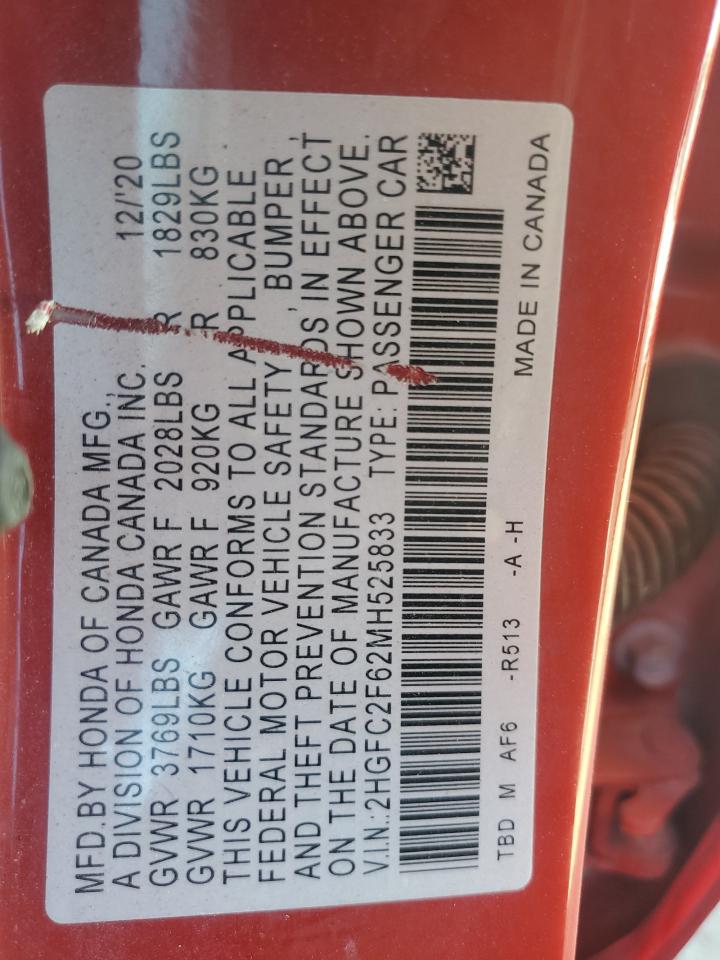 MFD.BY HONDA OF CANADA MFG.,
A DIVISION OF HONDA CANADA INC. 12/'20
GVWR 3769LBS GAWR F 2028LBS R 1829LBS
GVWR 1710KG GAWR F 920KG R 830KG
THIS VEHICLE CONFORMS TO ALL APPLICABLE
FEDERAL MOTOR VEHICLE SAFETY , BUMPER ,
AND THEFT PREVENTION STANDARDS IN EFFECT
ON THE DATE OF MANUFACTURE SHOWN ABOVE.
V.I.N.:2HGFC2F62MH525833 TYPE: PASSENGER CAR
TBD M AF6 -R513 -A -H MADE IN CANADA